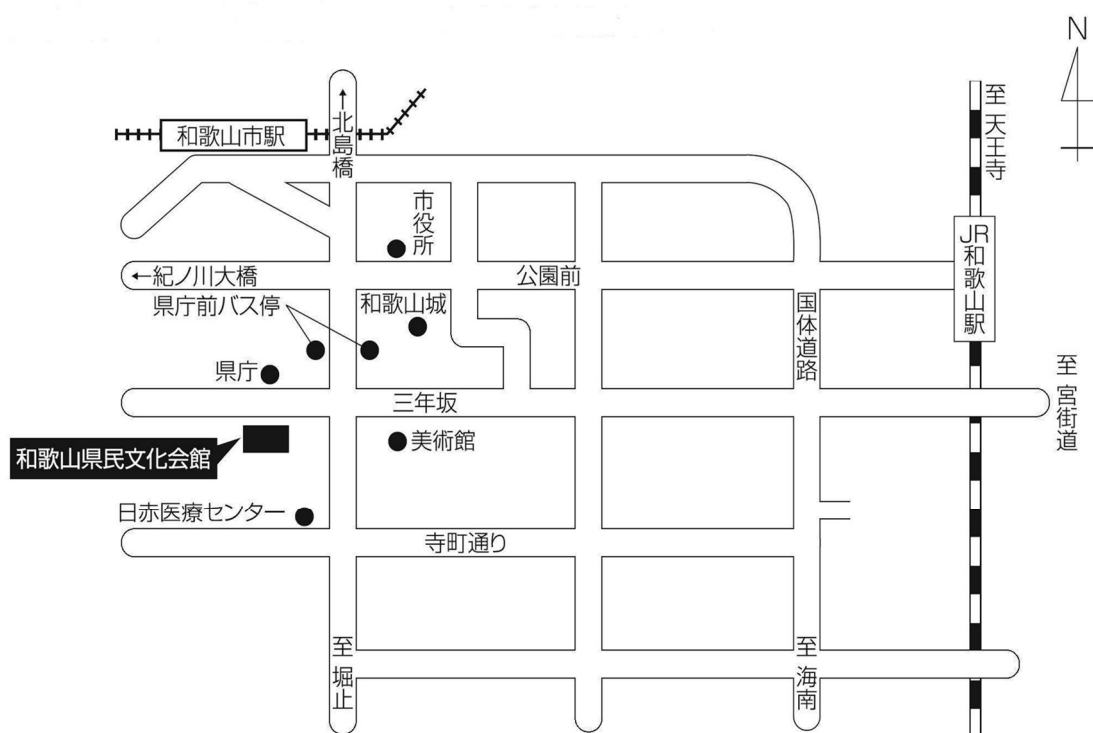 N
至 天王寺
←北島橋
和歌山市駅
市役所
JR和歌山駅
←紀ノ川大橋
公園前
県庁前バス停
和歌山城
国体道路
県庁
至 宮街道
三年坂
美術館
和歌山県民文化会館
日赤医療センター
寺町通り
至 堀止
至 海南